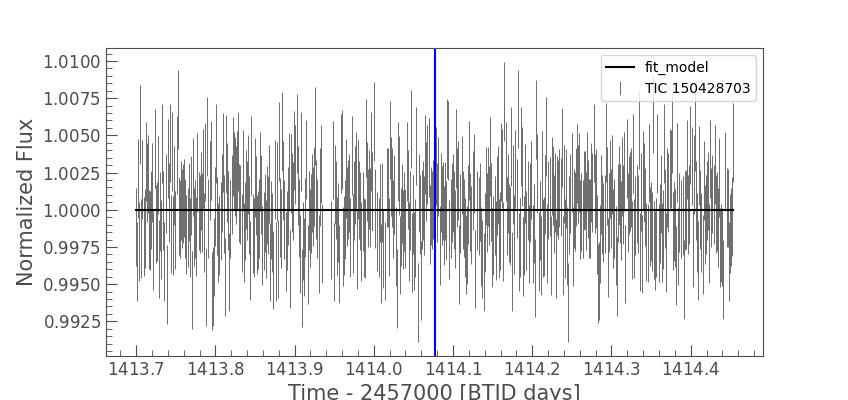 1.0100
1.0075
1.0050
1.0025
1.0000
0.9975
0.9950
0.9925
Normalized Flux
fit_model
TIC 150428703
1413.7 1413.8 1413.9 1414.0 1414.1 1414.2 1414.3 1414.4
Time - 2457000 [BTJD days]